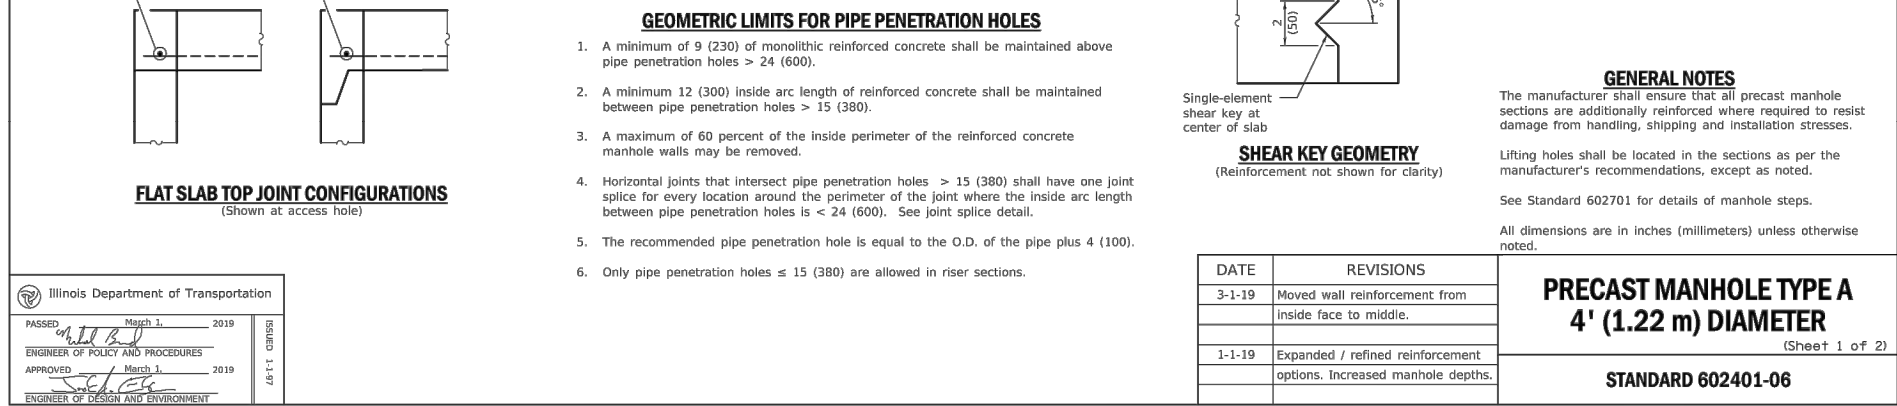 FLAT SLAB TOP JOINT CONFIGURATIONS
(Shown at access hole)
GEOMETRIC LIMITS FOR PIPE PENETRATION HOLES
1. A minimum of 9 (230) of monolithic reinforced concrete shall be maintained above
pipe penetration holes > 24 (600).
2. A minimum 12 (300) inside arc length of reinforced concrete shall be maintained
between pipe penetration holes > 15 (380).
3. A maximum of 60 percent of the inside perimeter of the reinforced concrete
manhole walls may be removed.
4. Horizontal joints that intersect pipe penetration holes > 15 (380) shall have one joint
splice for every location around the perimeter of the joint where the inside arc length
between pipe penetration holes is < 24 (600). See joint splice detail.
5. The recommended pipe penetration hole is equal to the O.D. of the pipe plus 4 (100).
6. Only pipe penetration holes ≤ 15 (380) are allowed in riser sections.
2
(50)
Single-element
shear key at
center of slab
SHEAR KEY GEOMETRY
(Reinforcement not shown for clarity)
GENERAL NOTES
The manufacturer shall ensure that all precast manhole
sections are additionally reinforced where required to resist
damage from handling, shipping and installation stresses.
Lifting holes shall be located in the sections as per the
manufacturer's recommendations, except as noted.
See Standard 602701 for details of manhole steps.
All dimensions are in inches (millimeters) unless otherwise
noted.
Illinois Department of Transportation
PASSED March 1, 2019
ENGINEER OF POLICY AND PROCEDURES
APPROVED March 1, 2019
ENGINEER OF DESIGN AND ENVIRONMENT
ISSUED 1-1-97
DATE REVISIONS
3-1-19 Moved wall reinforcement from
inside face to middle.
1-1-19 Expanded / refined reinforcement
options. Increased manhole depths.
PRECAST MANHOLE TYPE A
4' (1.22 m) DIAMETER
(Sheet 1 of 2)
STANDARD 602401-06